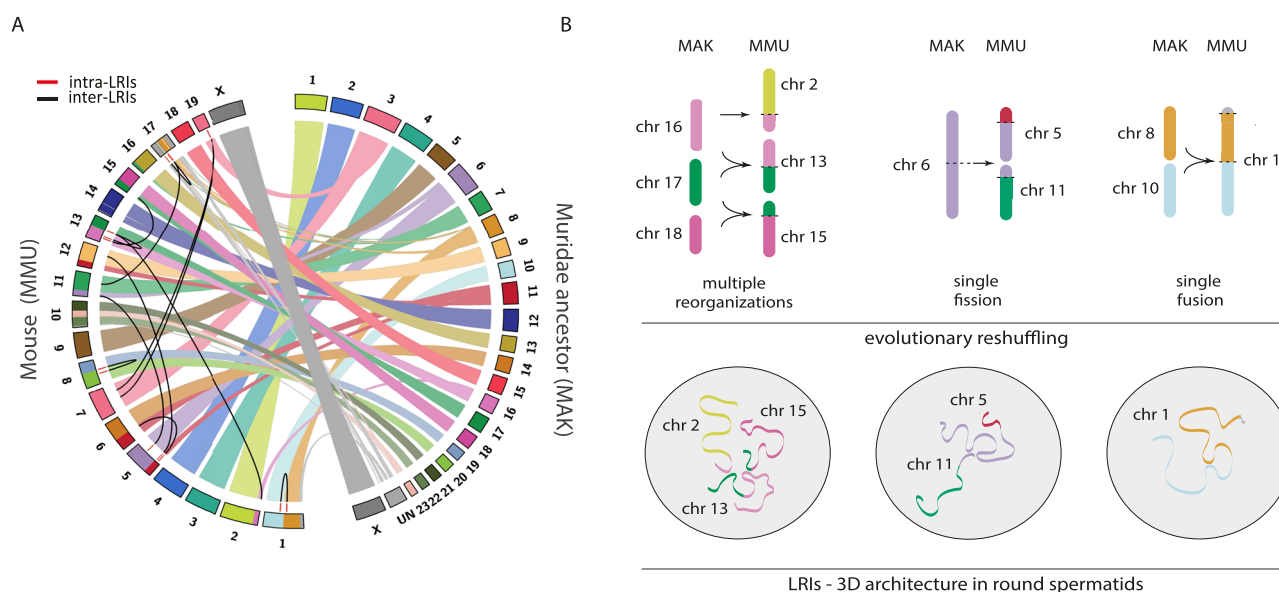 A
intra-LRIs
inter-LRIs
Mouse (MMU)
Muridae ancestor (MAK)
1
2
3
4
5
6
7
8
9
10
11
12
13
14
15
16
17
18
19
20
21
22
23
UN
X
1
2
3
4
5
6
7
8
9
10
11
12
13
14
15
16
17
18
19
X
B
MAK MMU
chr 16
chr 17
chr 18
chr 2
chr 13
chr 15
multiple
reorganizations
MAK MMU
chr 6
chr 5
chr 11
single
fission
MAK MMU
chr 8
chr 10
chr 1
single
fusion
evolutionary reshuffling
chr 2
chr 15
chr 13
chr 5
chr 11
chr 1
LRIs - 3D architecture in round spermatids